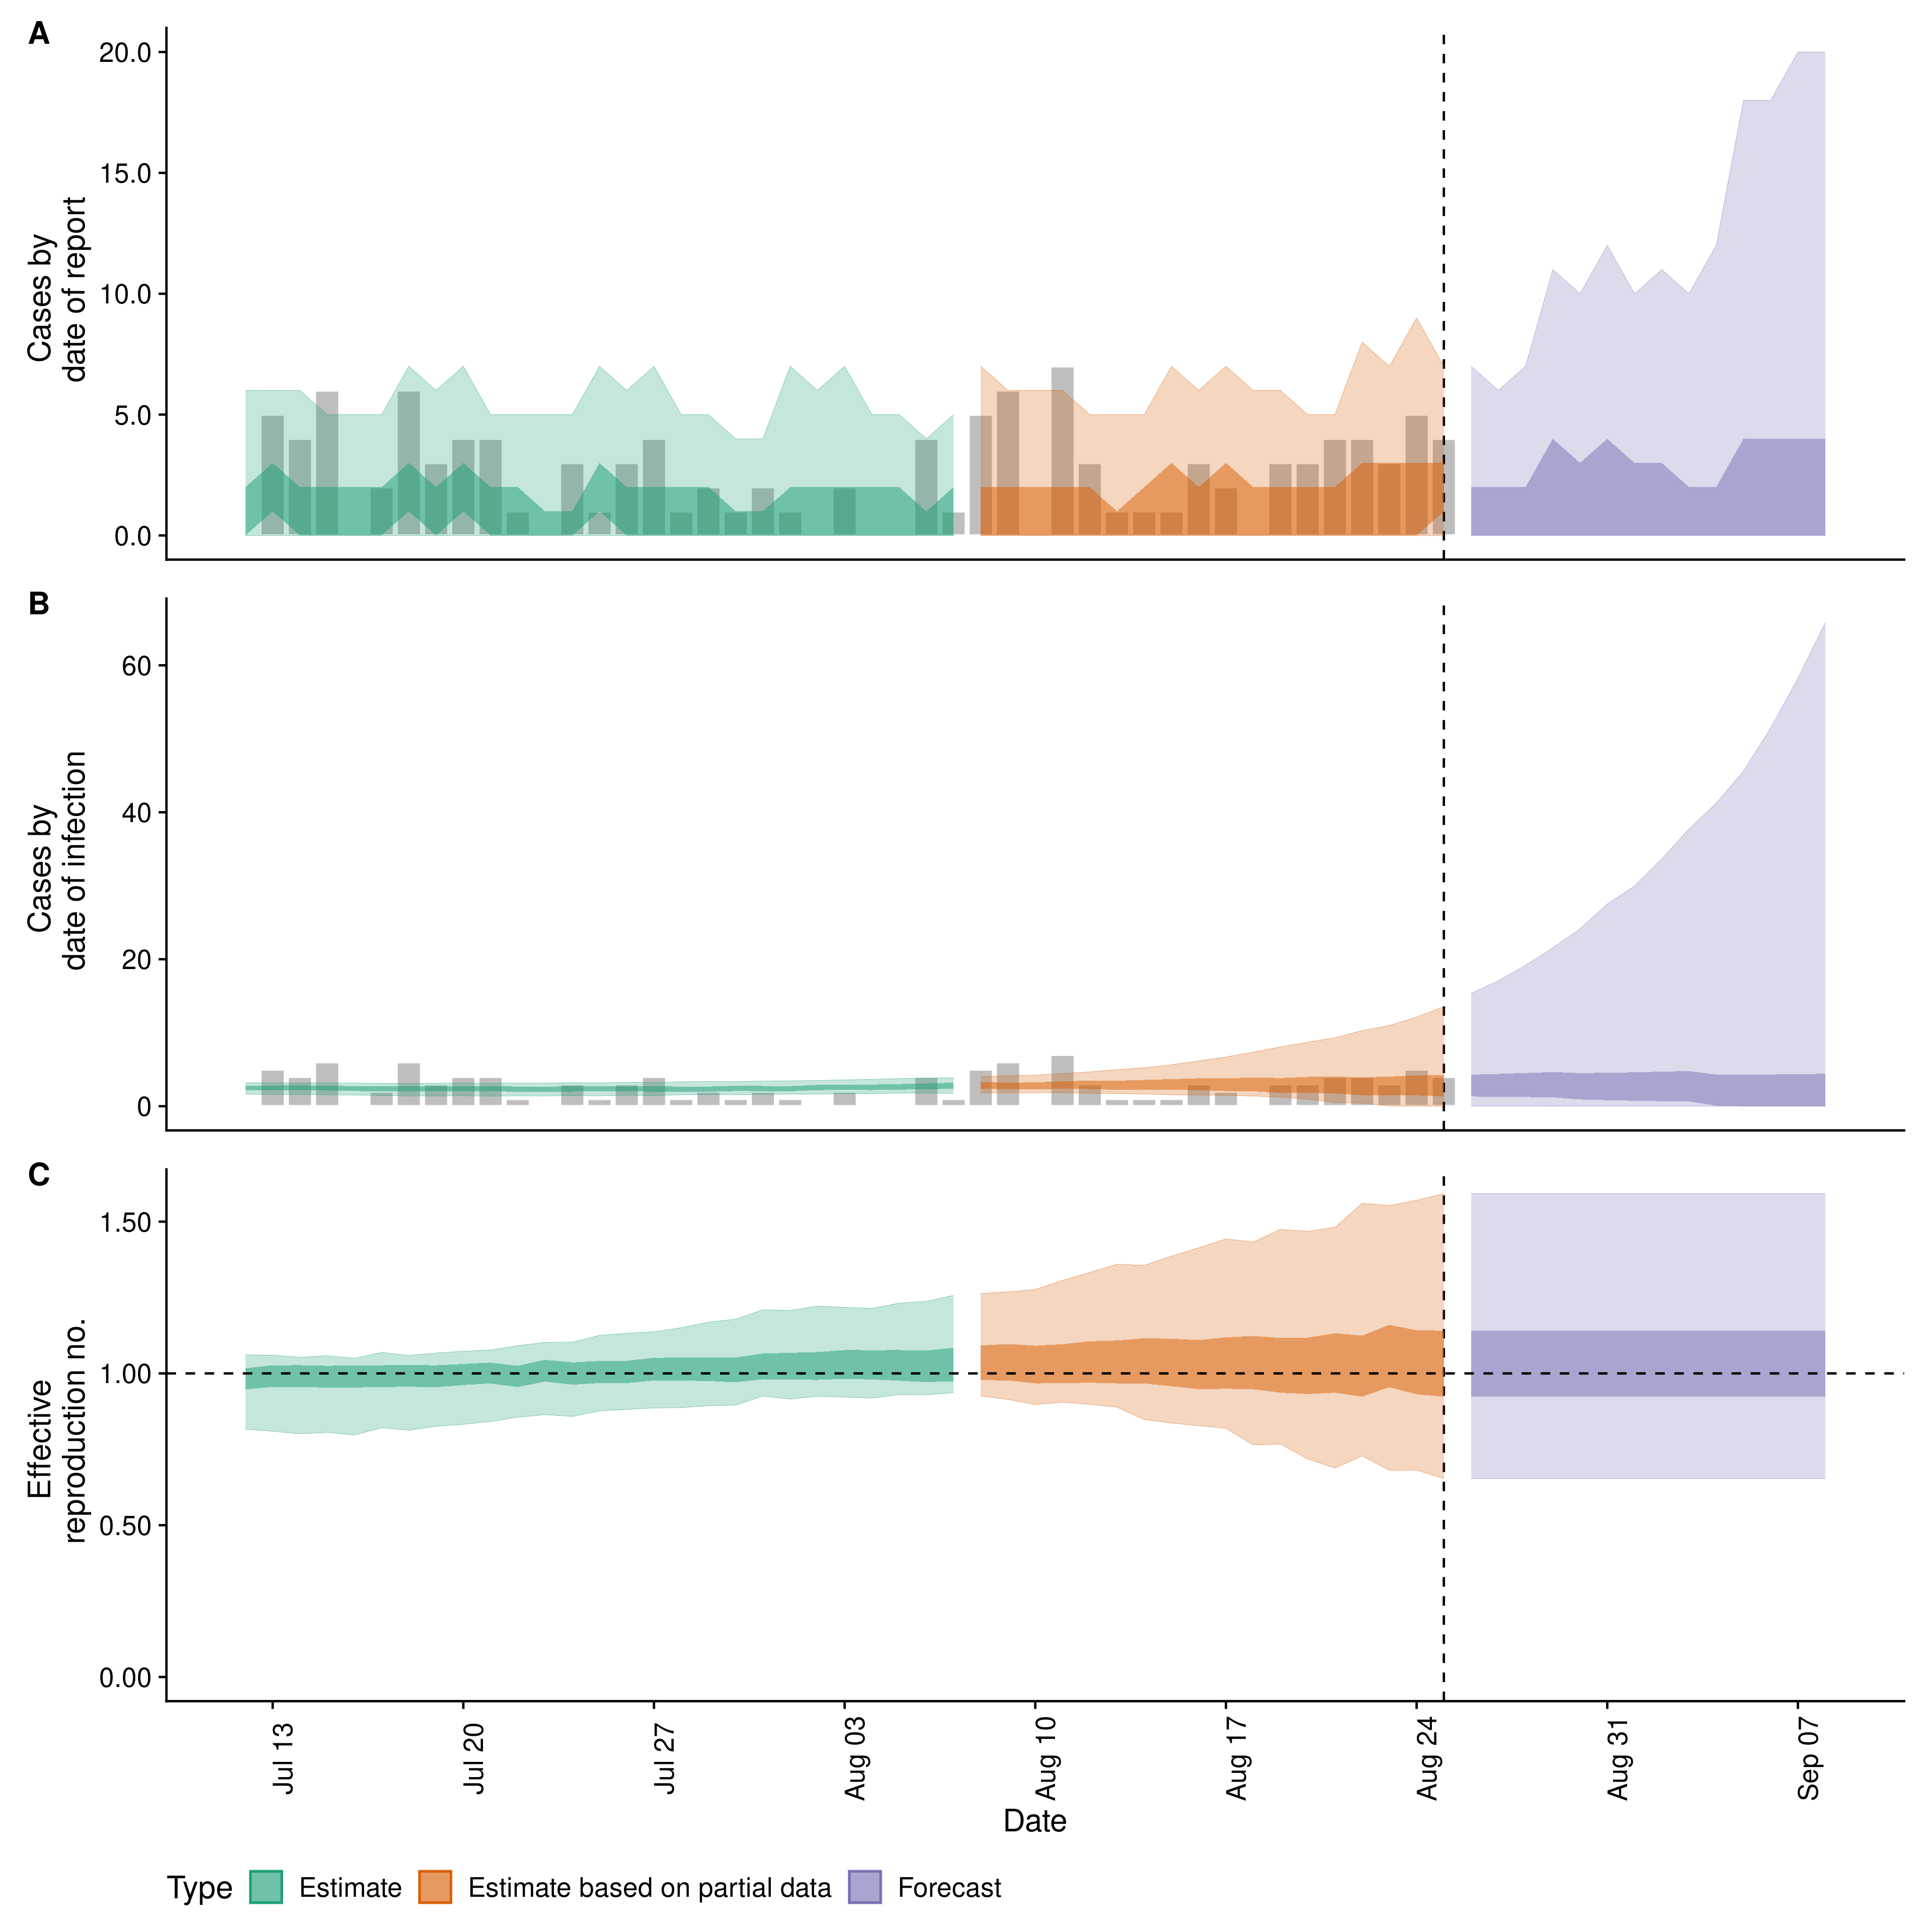 A
Cases by
date of report
20.0
15.0
10.0
5.0
0.0
B
Cases by
date of infection
60
40
20
0
C
Effective
reproduction no.
1.50
1.00
0.50
0.00
Jul 13
Jul 20
Jul 27
Aug 03
Aug 10
Aug 17
Aug 24
Aug 31
Sep 07
Date
Type Estimate Estimate based on partial data Forecast